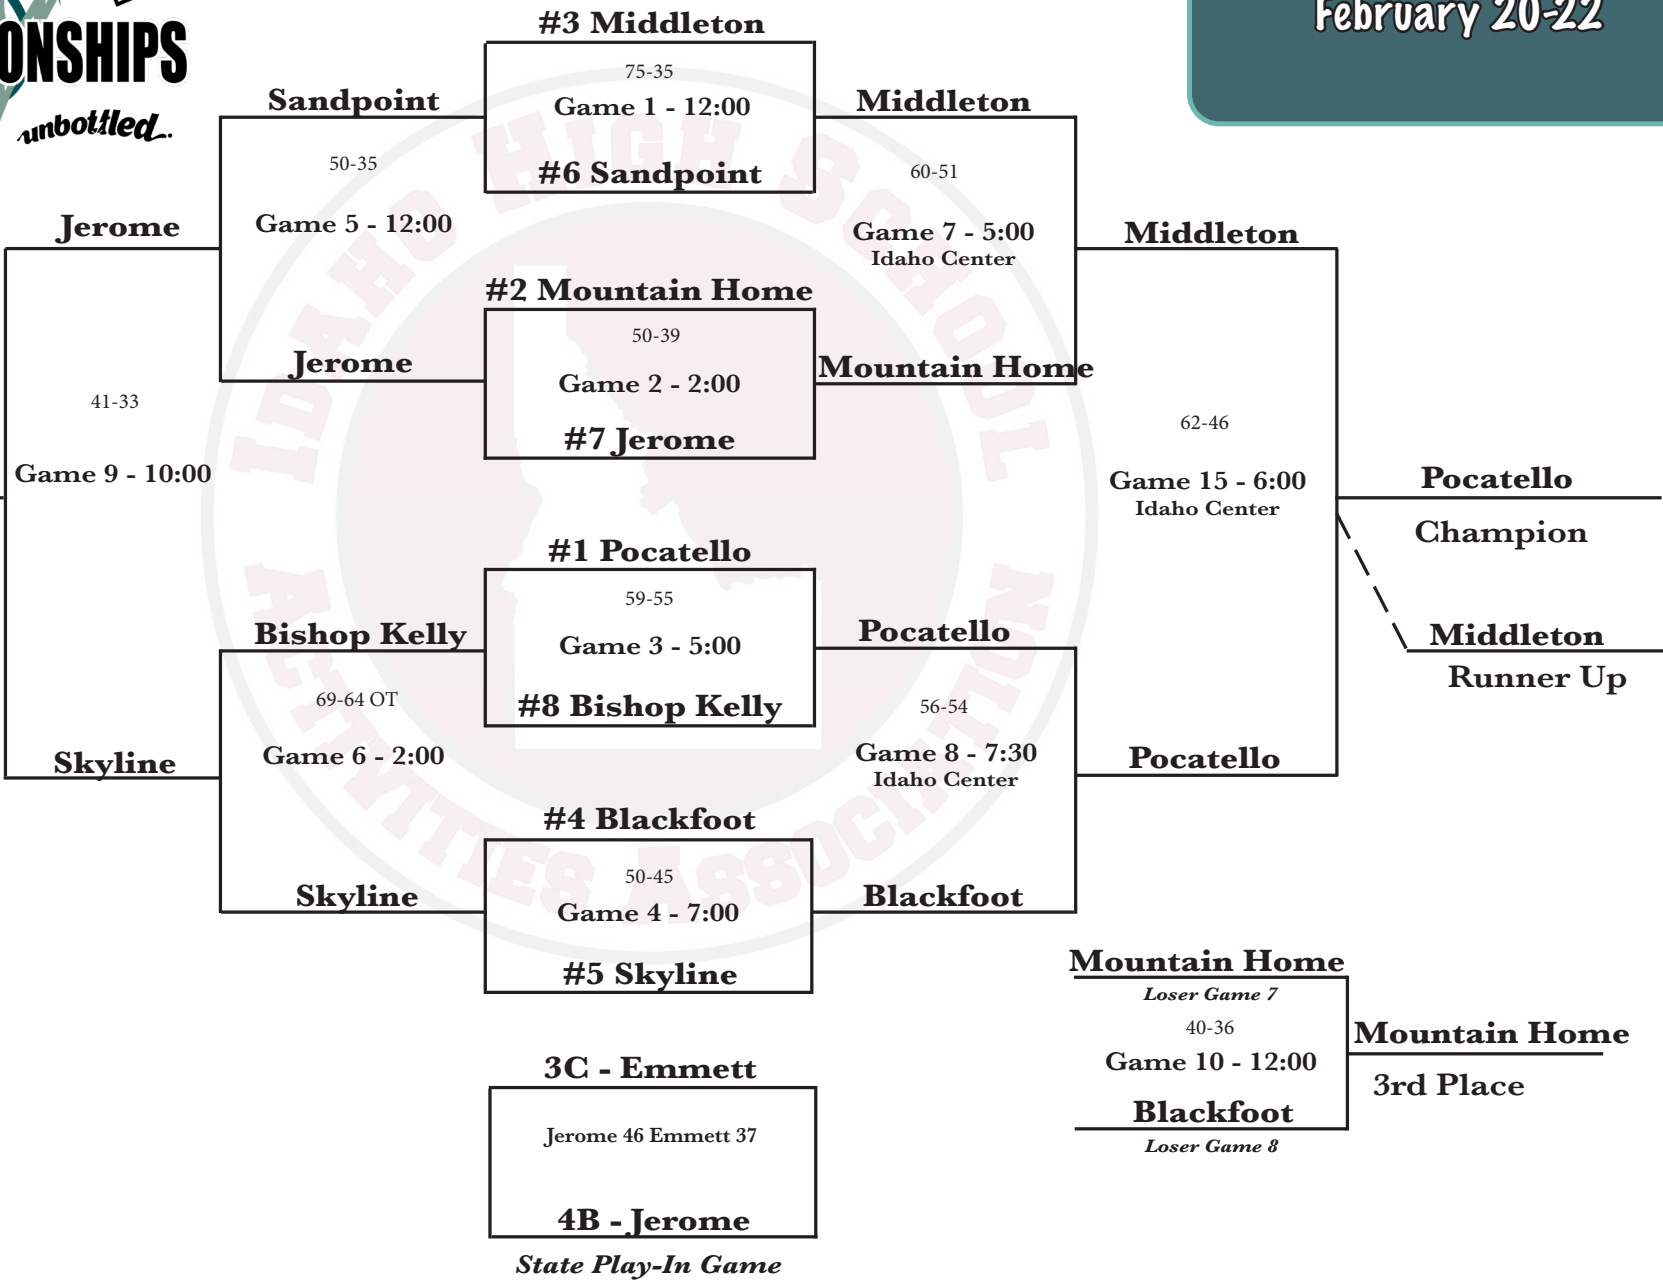 ONSHIPS
unbottled..
February 20-22
#3 Middleton
75-35
Game 1 - 12:00
#6 Sandpoint
Sandpoint
50-35
Game 5 - 12:00
Jerome
Jerome
41-33
Game 9 - 10:00
Skyline
#2 Mountain Home
50-39
Game 2 - 2:00
#7 Jerome
Middleton
60-51
Game 7 - 5:00
Idaho Center
Mountain Home
Middleton
62-46
Game 15 - 6:00
Idaho Center
Pocatello
Pocatello
Champion
Middleton
Runner Up
#1 Pocatello
59-55
Game 3 - 5:00
#8 Bishop Kelly
Bishop Kelly
69-64 OT
Game 6 - 2:00
Skyline
#4 Blackfoot
50-45
Game 4 - 7:00
#5 Skyline
Pocatello
56-54
Game 8 - 7:30
Idaho Center
Blackfoot
Mountain Home
Loser Game 7
40-36
Game 10 - 12:00
Blackfoot
Loser Game 8
Mountain Home
3rd Place
3C - Emmett
Jerome 46 Emmett 37
4B - Jerome
State Play-In Game
IDAHO HIGH SCHOOL
ACTIVITIES ASSOCIATION